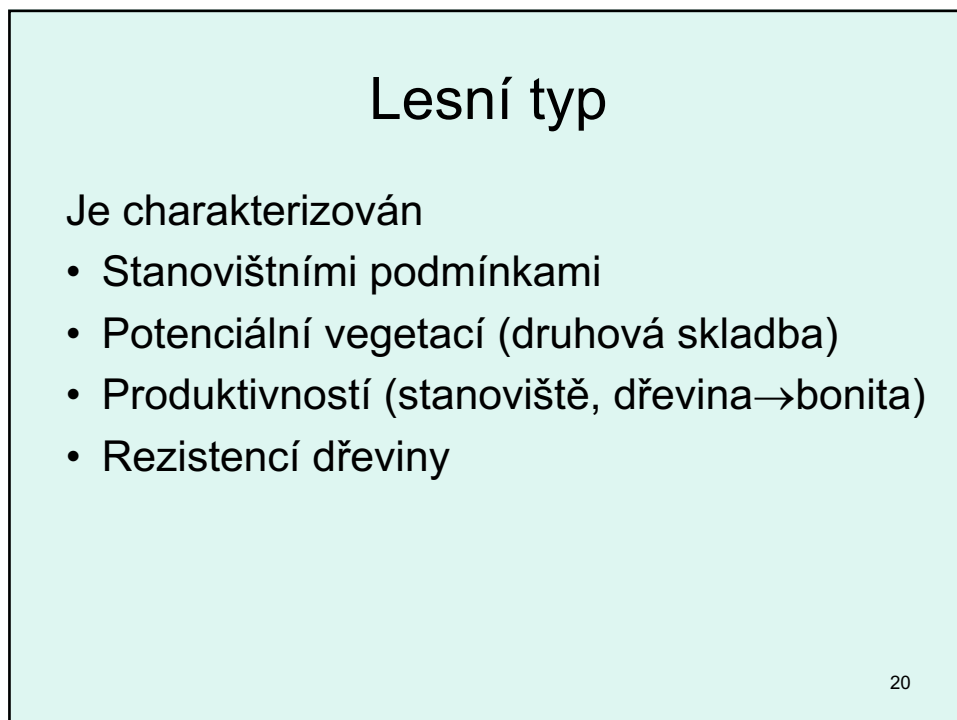 Lesní typ
Je charakterizován
• Stanovištními podmínkami
• Potenciální vegetací (druhová skladba)
• Produktivností (stanoviště, dřevina→bonita)
• Rezistencí dřeviny
20